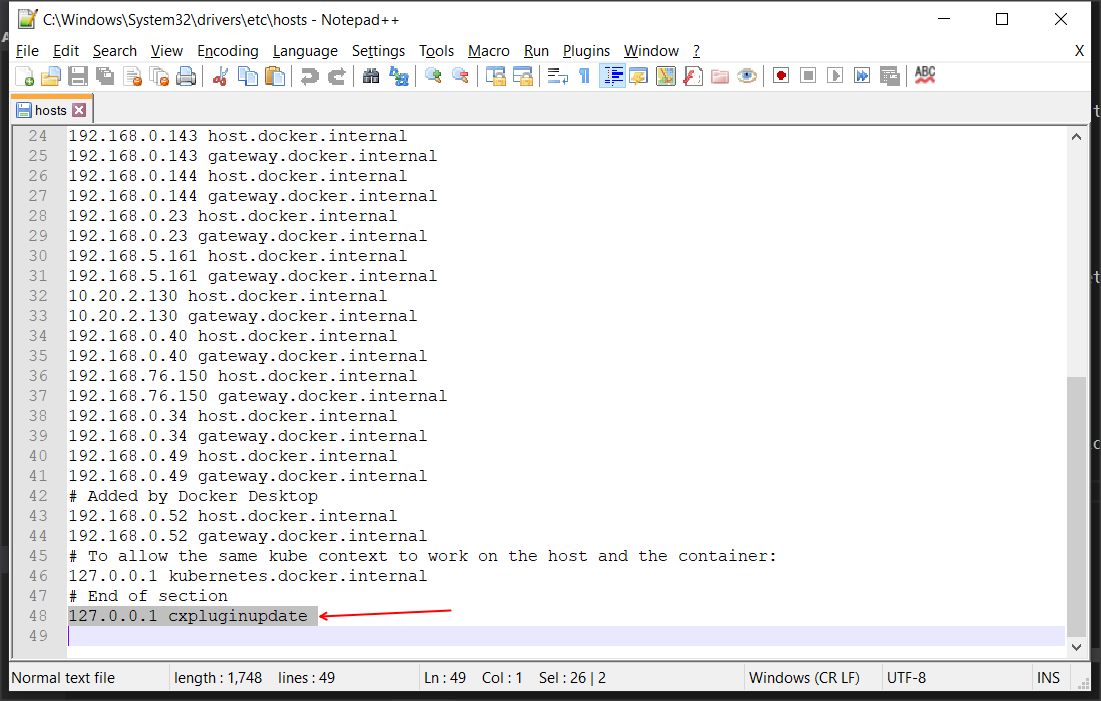 C:\Windows\System32\drivers\etc\hosts - Notepad++
File Edit Search View Encoding Language Settings Tools Macro Run Plugins Window ? X
ABC
hosts
24 192.168.0.143 host.docker.internal
25 192.168.0.143 gateway.docker.internal
26 192.168.0.144 host.docker.internal
27 192.168.0.144 gateway.docker.internal
28 192.168.0.23 host.docker.internal
29 192.168.0.23 gateway.docker.internal
30 192.168.5.161 host.docker.internal
31 192.168.5.161 gateway.docker.internal
32 10.20.2.130 host.docker.internal
33 10.20.2.130 gateway.docker.internal
34 192.168.0.40 host.docker.internal
35 192.168.0.40 gateway.docker.internal
36 192.168.76.150 host.docker.internal
37 192.168.76.150 gateway.docker.internal
38 192.168.0.34 host.docker.internal
39 192.168.0.34 gateway.docker.internal
40 192.168.0.49 host.docker.internal
41 192.168.0.49 gateway.docker.internal
42 # Added by Docker Desktop
43 192.168.0.52 host.docker.internal
44 192.168.0.52 gateway.docker.internal
45 # To allow the same kube context to work on the host and the container:
46 127.0.0.1 kubernetes.docker.internal
47 # End of section
48 127.0.0.1 cxpluginupdate
49
Normal text file length : 1,748 lines : 49 Ln : 49 Col : 1 Sel : 26 | 2 Windows (CR LF) UTF-8 INS